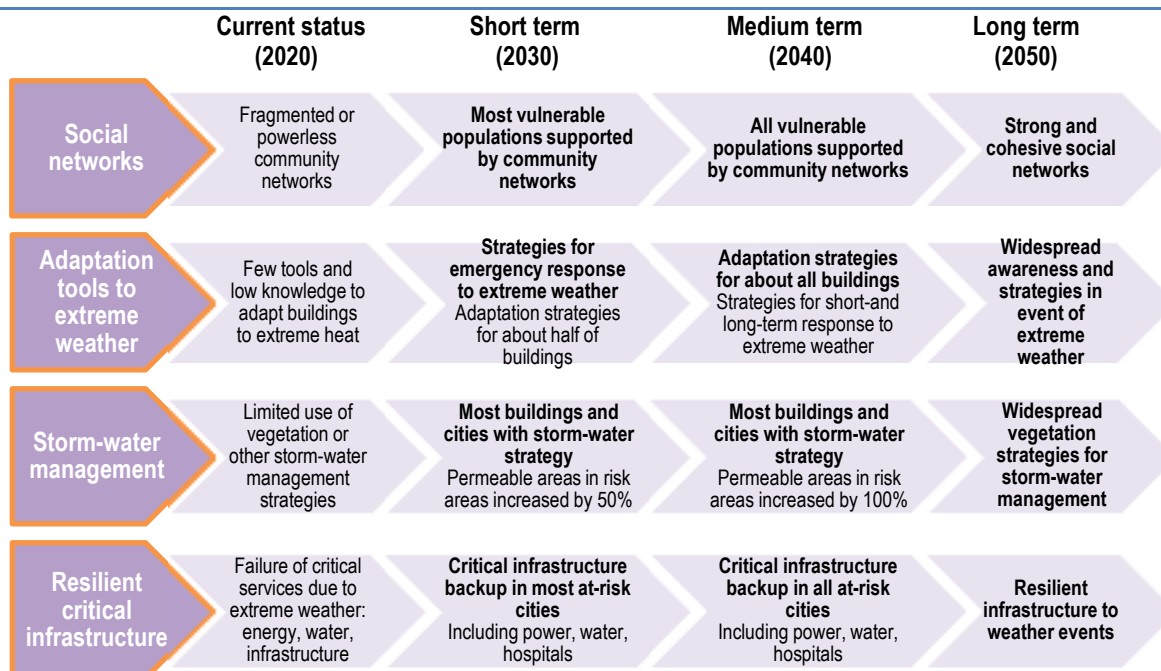 Current status
(2020)
Short term
(2030)
Medium term
(2040)
Long term
(2050)
Social
networks
Fragmented or
powerless
community
networks
Most vulnerable
populations supported
by community
networks
All vulnerable
populations supported
by community networks
Strong and
cohesive social
networks
Adaptation
tools to
extreme
weather
Few tools and
low knowledge to
adapt buildings
to extreme heat
Strategies for
emergency response
to extreme weather
Adaptation strategies
for about half of
buildings
Adaptation strategies
for about all buildings
Strategies for short-and
long-term response to
extreme weather
Widespread
awareness and
strategies in
event of
extreme
weather
Storm-water
management
Limited use of
vegetation or
other storm-water
management
strategies
Most buildings and
cities with storm-water
strategy
Permeable areas in risk
areas increased by 50%
Most buildings and
cities with storm-water
strategy
Permeable areas in risk
areas increased by 100%
Widespread
vegetation
strategies for
storm-water
management
Resilient
critical
infrastructure
Failure of critical
services due to
extreme weather:
energy, water,
infrastructure
Critical infrastructure
backup in most at-risk
cities
Including power, water,
hospitals
Critical infrastructure
backup in all at-risk
cities
Including power, water,
hospitals
Resilient
infrastructure to
weather events